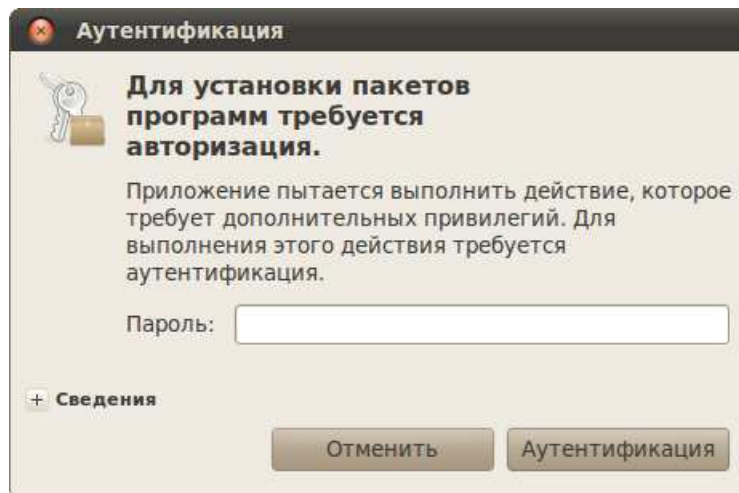 Аутентификация
Для установки пакетов
программ требуется
авторизация.
Приложение пытается выполнить действие, которое
требует дополнительных привилегий. Для
выполнения этого действия требуется
аутентификация.
Пароль:
+ Сведения
Отменить Аутентификация